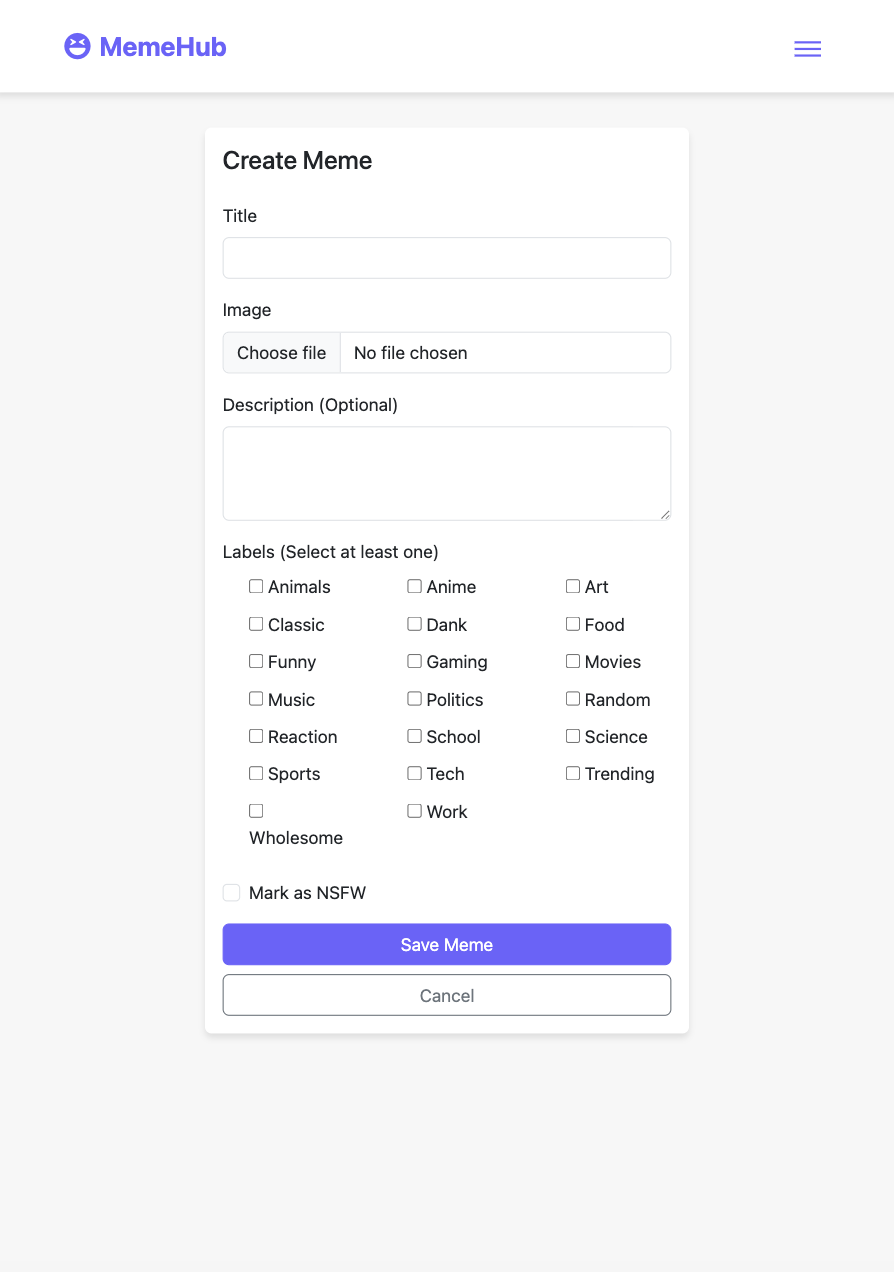 MemeHub
Create Meme
Title
Image
Choose file No file chosen
Description (Optional)
Labels (Select at least one)
Animals Anime Art
Classic Dank Food
Funny Gaming Movies
Music Politics Random
Reaction School Science
Sports Tech Trending
Work
Wholesome
Mark as NSFW
Save Meme
Cancel